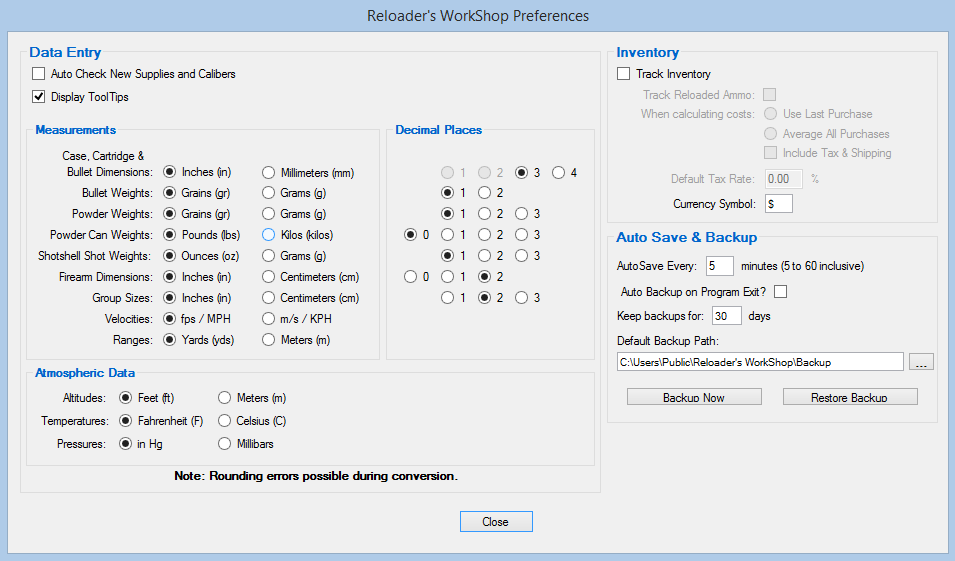 Reloader's WorkShop Preferences
Data Entry
Auto Check New Supplies and Calibers
Display ToolTips
Measurements
Case, Cartridge &
Bullet Dimensions: Inches (in) Millimeters (mm)
Bullet Weights: Grains (gr) Grams (g)
Powder Weights: Grains (gr) Grams (g)
Powder Can Weights: Pounds (lbs) Kilos (kilos)
Shotshell Shot Weights: Ounces (oz) Grams (g)
Firearm Dimensions: Inches (in) Centimeters (cm)
Group Sizes: Inches (in) Centimeters (cm)
Velocities: fps / MPH m/s / KPH
Ranges: Yards (yds) Meters (m)
Decimal Places
1 2 3 4
1 2
1 2 3
0 1 2 3
1 2 3
0 1 2
1 2 3
Atmospheric Data
Altitudes: Feet (ft) Meters (m)
Temperatures: Fahrenheit (F) Celsius (C)
Pressures: in Hg Millibars
Note: Rounding errors possible during conversion.
Inventory
Track Inventory
Track Reloaded Ammo:
When calculating costs: Use Last Purchase
Average All Purchases
Include Tax & Shipping
Default Tax Rate: 0.00 %
Currency Symbol: $
Auto Save & Backup
AutoSave Every: 5 minutes (5 to 60 inclusive)
Auto Backup on Program Exit?
Keep backups for: 30 days
Default Backup Path:
C:\Users\Public\Reloader's WorkShop\Backup ...
Backup Now Restore Backup
Close